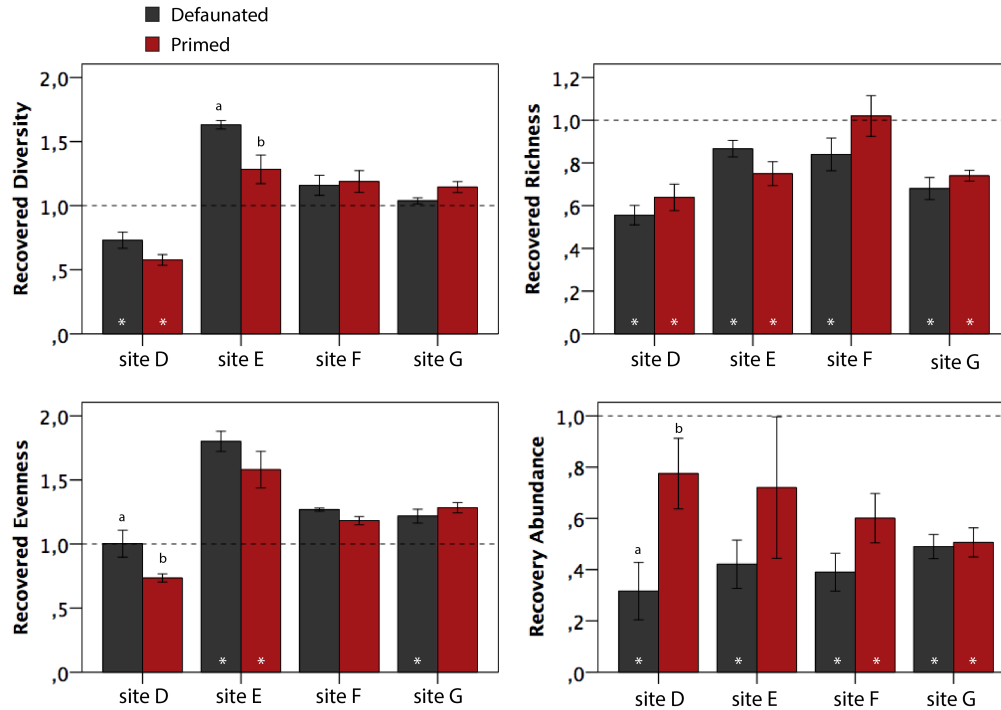 Defaunated
Primed
Recovered Diversity
2,0
1,5
1,0
,5
,0
a
b
* *
site D site E site F site G
Recovered Richness
1,2
1,0
,8
,6
,4
,2
,0
* * * * * * *
site D site E site F site G
Recovered Evenness
2,0
1,5
1,0
,5
,0
a
b
* * *
site D site E site F site G
Recovery Abundance
1,0
,8
,6
,4
,2
,0
a
b
* * * * * *
site D site E site F site G